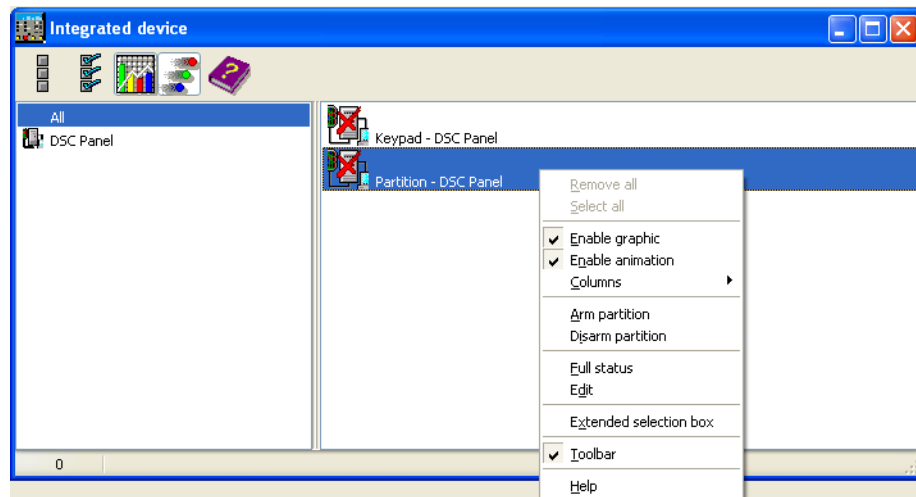 Integrated device
All
DSC Panel
Keypad - DSC Panel
Partition - DSC Panel
Remove all
Select all
Enable graphic
Enable animation
Columns
Arm partition
Disarm partition
Full status
Edit
Extended selection box
Toolbar
Help
0